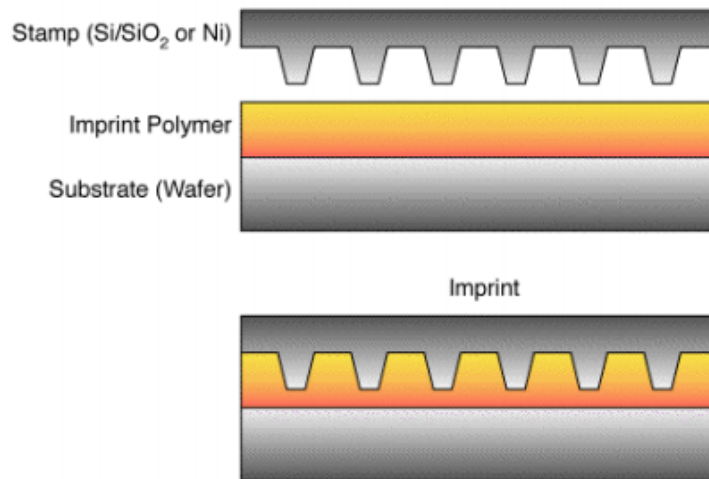 Stamp (Si/SiO₂ or Ni)
Imprint Polymer
Substrate (Wafer)
Imprint